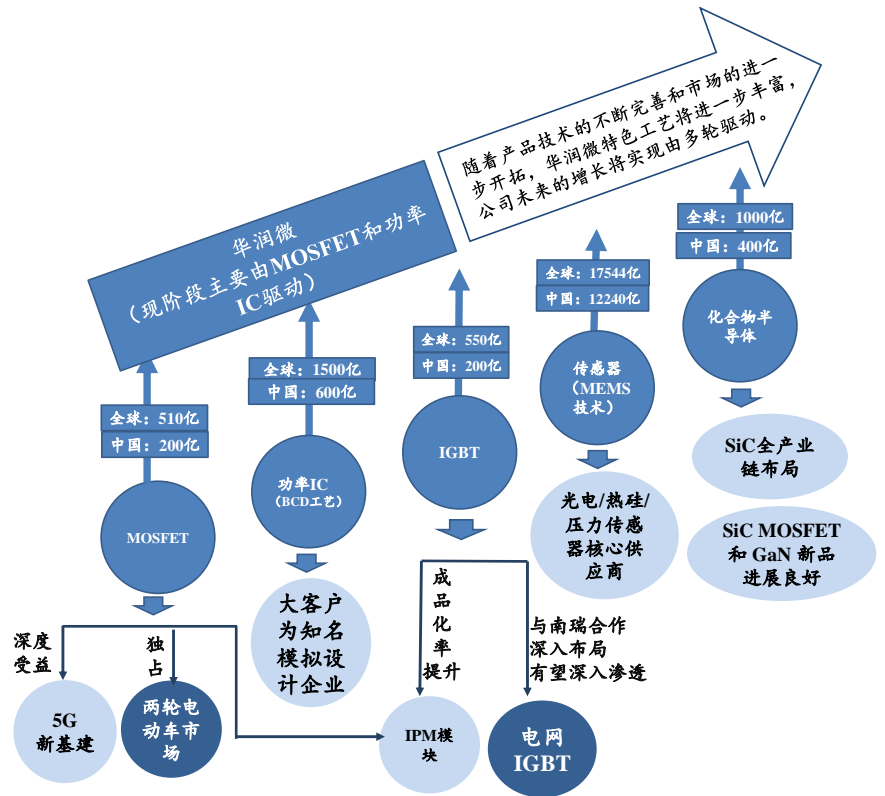 随着产品技术的不断完善和市场的进一
步开拓，华润微特色工艺将进一步丰富，
公司未来的增长将实现由多轮驱动。
华润微
（现阶段主要由MOSFET和功率
IC驱动）
全球：1000亿
中国：400亿
化合物半
导体
全球：17544亿
中国：12240亿
传感器
（MEMS
技术）
全球：550亿
中国：200亿
IGBT
全球：1500亿
中国：600亿
功率IC
（BCD工艺）
全球：510亿
中国：200亿
MOSFET
SiC全产业
链布局
SiC MOSFET
和 GaN 新品
进展良好
光电/热硅/
压力传感
器核心供
应商
大客户
为知名
模拟设
计企业
深度
受益
独
占
成
品
化
率
提升
与南瑞合作
深入布局
有望深入渗透
5G
新基建
两轮电
动车市
场
IPM模
块
电网
IGBT